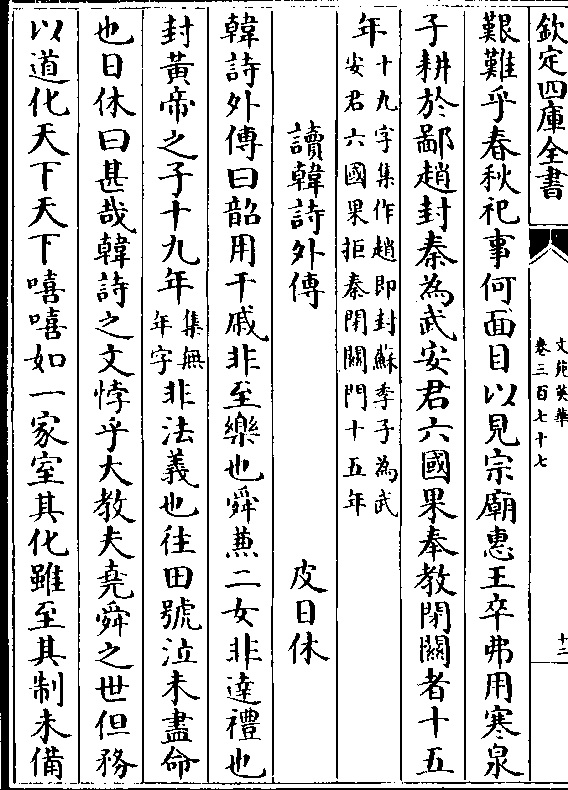 欽定四庫全書
文苑英華
卷三百七十七
十二
艱難乎春秋祀事何面目以見宗廟惠王卒弗用寒泉
子耕於鄙趙封秦為武安君六國果奉教閉關者十五
年十九字集作趙即封蘇季子為武
安君六國果拒秦閉關門十五年
讀韓詩外傳 皮日休
韓詩外傳曰韶用干戚非至樂也舜兼二女非達禮也
封黃帝之子十九年集無
年字非法義也往田號泣未盡命
也日休曰甚哉韓詩之文悖乎大教夫堯舜之世但務
以道化天下天下嘻嘻如一家室其化雖至其制未備